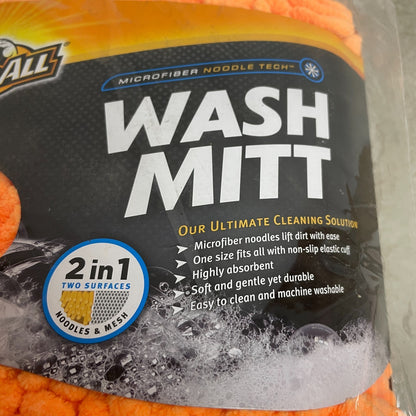 ALL
MICROFIBER NOODLE TECH™
WASH
MITT
OUR ULTIMATE CLEANING SOLUTION
Microfiber noodles lift dirt with ease
One size fits all with non-slip elastic cuff
Highly absorbent
Soft and gentle yet durable
Easy to clean and machine washable
2 in 1
TWO SURFACES
NOODLES & MESH